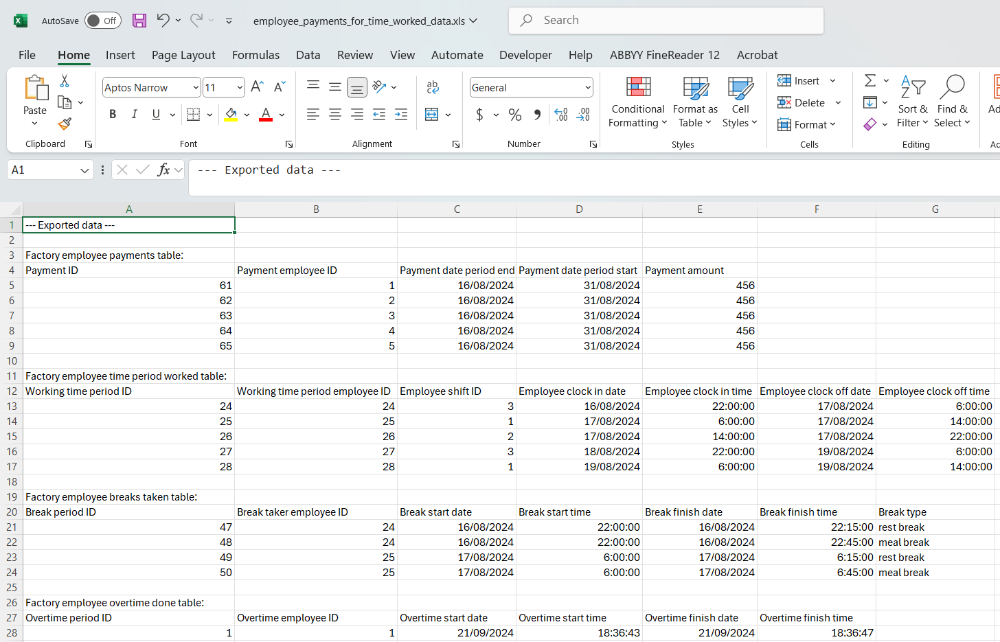 AutoSave Off employee_payments_for_time_worked_data.xls Search
File Home Insert Page Layout Formulas Data Review View Automate Developer Help ABBYY FineReader 12 Acrobat
Paste
Clipboard
Aptos Narrow 11
B I U A
Font
ab
Alignment
General
$ % 
Number
Conditional Formatting
Format as Table
Cell Styles
Styles
Insert
Delete
Format
Cells
Sort & Filter
Find & Select
Editing
A1 fx --- Exported data ---
A B C D E F G
1 --- Exported data ---
2
3 Factory employee payments table:
4 Payment ID Payment employee ID Payment date period end Payment date period start Payment amount
5 61 1 16/08/2024 31/08/2024 456
6 62 2 16/08/2024 31/08/2024 456
7 63 3 16/08/2024 31/08/2024 456
8 64 4 16/08/2024 31/08/2024 456
9 65 5 16/08/2024 31/08/2024 456
10
11 Factory employee time period worked table:
12 Working time period ID Working time period employee ID Employee shift ID Employee clock in date Employee clock in time Employee clock off date Employee clock off time
13 24 24 3 16/08/2024 22:00:00 17/08/2024 6:00:00
14 25 25 1 17/08/2024 6:00:00 17/08/2024 14:00:00
15 26 26 2 17/08/2024 14:00:00 17/08/2024 22:00:00
16 27 27 3 18/08/2024 22:00:00 19/08/2024 6:00:00
17 28 28 1 19/08/2024 6:00:00 19/08/2024 14:00:00
18
19 Factory employee breaks taken table:
20 Break period ID Break taker employee ID Break start date Break start time Break finish date Break finish time Break type
21 47 24 16/08/2024 22:00:00 16/08/2024 22:15:00 rest break
22 48 24 16/08/2024 22:00:00 16/08/2024 22:45:00 meal break
23 49 25 17/08/2024 6:00:00 17/08/2024 6:15:00 rest break
24 50 25 17/08/2024 6:00:00 17/08/2024 6:45:00 meal break
25
26 Factory employee overtime done table:
27 Overtime period ID Overtime employee ID Overtime start date Overtime start time Overtime finish date Overtime finish time
28 1 1 21/09/2024 18:36:43 21/09/2024 18:36:47